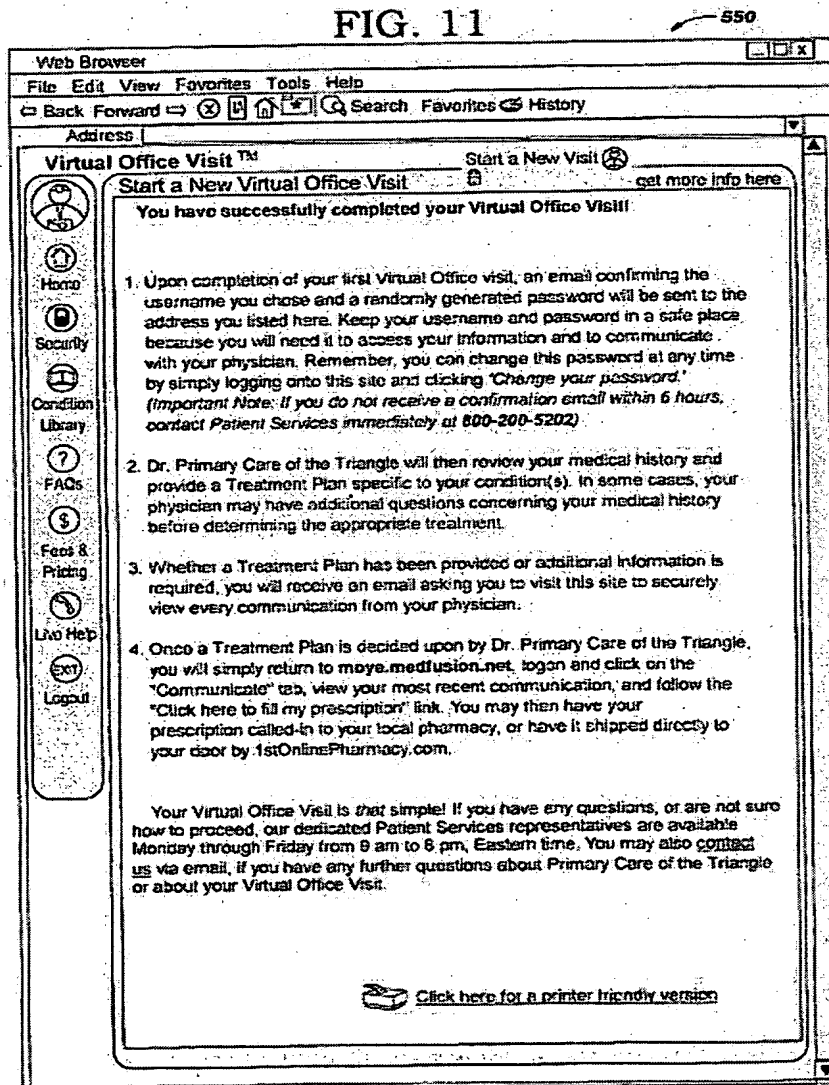 FIG. 11
550
Web Browser
File Edit View Favorites Tools Help
Back Forward Search Favorites History
Address
Virtual Office Visit TM
Start a New Visit
Start a New Virtual Office Visit
get more info here
You have successfully completed your Virtual Office Visit!
Home
Security
Condition
Library
?
FAQs
$
Fees &
Pricing
Live Help
EXIT
Logout
1. Upon completion of your first Virtual Office visit, an email confirming the
username you chose and a randomly generated password will be sent to the
address you listed here. Keep your username and password in a safe place
because you will need it to access your information and to communicate
with your physician. Remember, you can change this password at any time
by simply logging onto this site and clicking "Change your password."
(Important Note: If you do not receive a confirmation email within 6 hours,
contact Patient Services immediately at 800-200-5202)
2. Dr. Primary Care of the Triangle will then review your medical history and
provide a Treatment Plan specific to your condition(s). In some cases, your
physician may have additional questions concerning your medical history
before determining the appropriate treatment.
3. Whether a Treatment Plan has been provided or additional information is
required, you will receive an email asking you to visit this site to securely
view every communication from your physician.
4. Once a Treatment Plan is decided upon by Dr. Primary Care of the Triangle,
you will simply return to moye.medfusion.net, logon and click on the
"Communicate" tab, view your most recent communication, and follow the
"Click here to fill my prescription" link. You may then have your
prescription called-in to your local pharmacy, or have it shipped directly to
your door by 1stOnlinePharmacy.com.
Your Virtual Office Visit is that simple! If you have any questions, or are not sure
how to proceed, our dedicated Patient Services representatives are available
Monday through Friday from 9 am to 6 pm, Eastern time. You may also contact
us via email, if you have any further questions about Primary Care of the Triangle
or about your Virtual Office Visit.
Click here for a printer friendly version